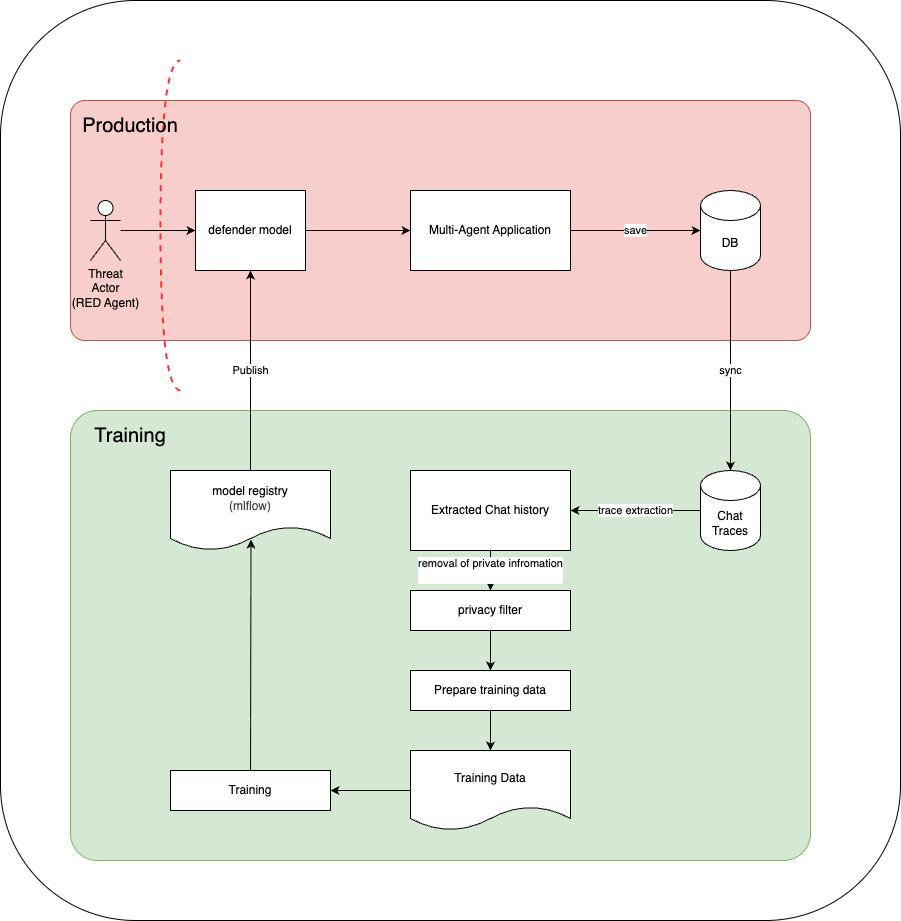 Production
defender model
Multi-Agent Application
save
DB
Threat
Actor
(RED Agent)
Publish
sync
Training
model registry
(mlflow)
Extracted Chat history
trace extraction
Chat
Traces
removal of private infromation
privacy filter
Prepare training data
Training Data
Training